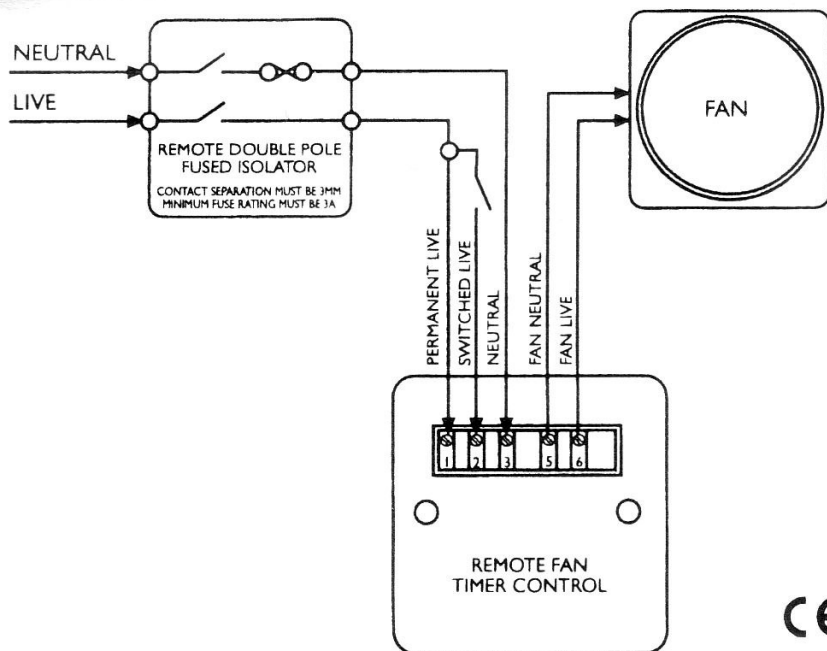 NEUTRAL
LIVE
REMOTE DOUBLE POLE
FUSED ISOLATOR
CONTACT SEPARATION MUST BE 3MM
MINIMUM FUSE RATING MUST BE 3A
FAN
PERMANENT LIVE
SWITCHED LIVE
NEUTRAL
FAN NEUTRAL
FAN LIVE
1 2 3 5 6
REMOTE FAN
TIMER CONTROL
CE